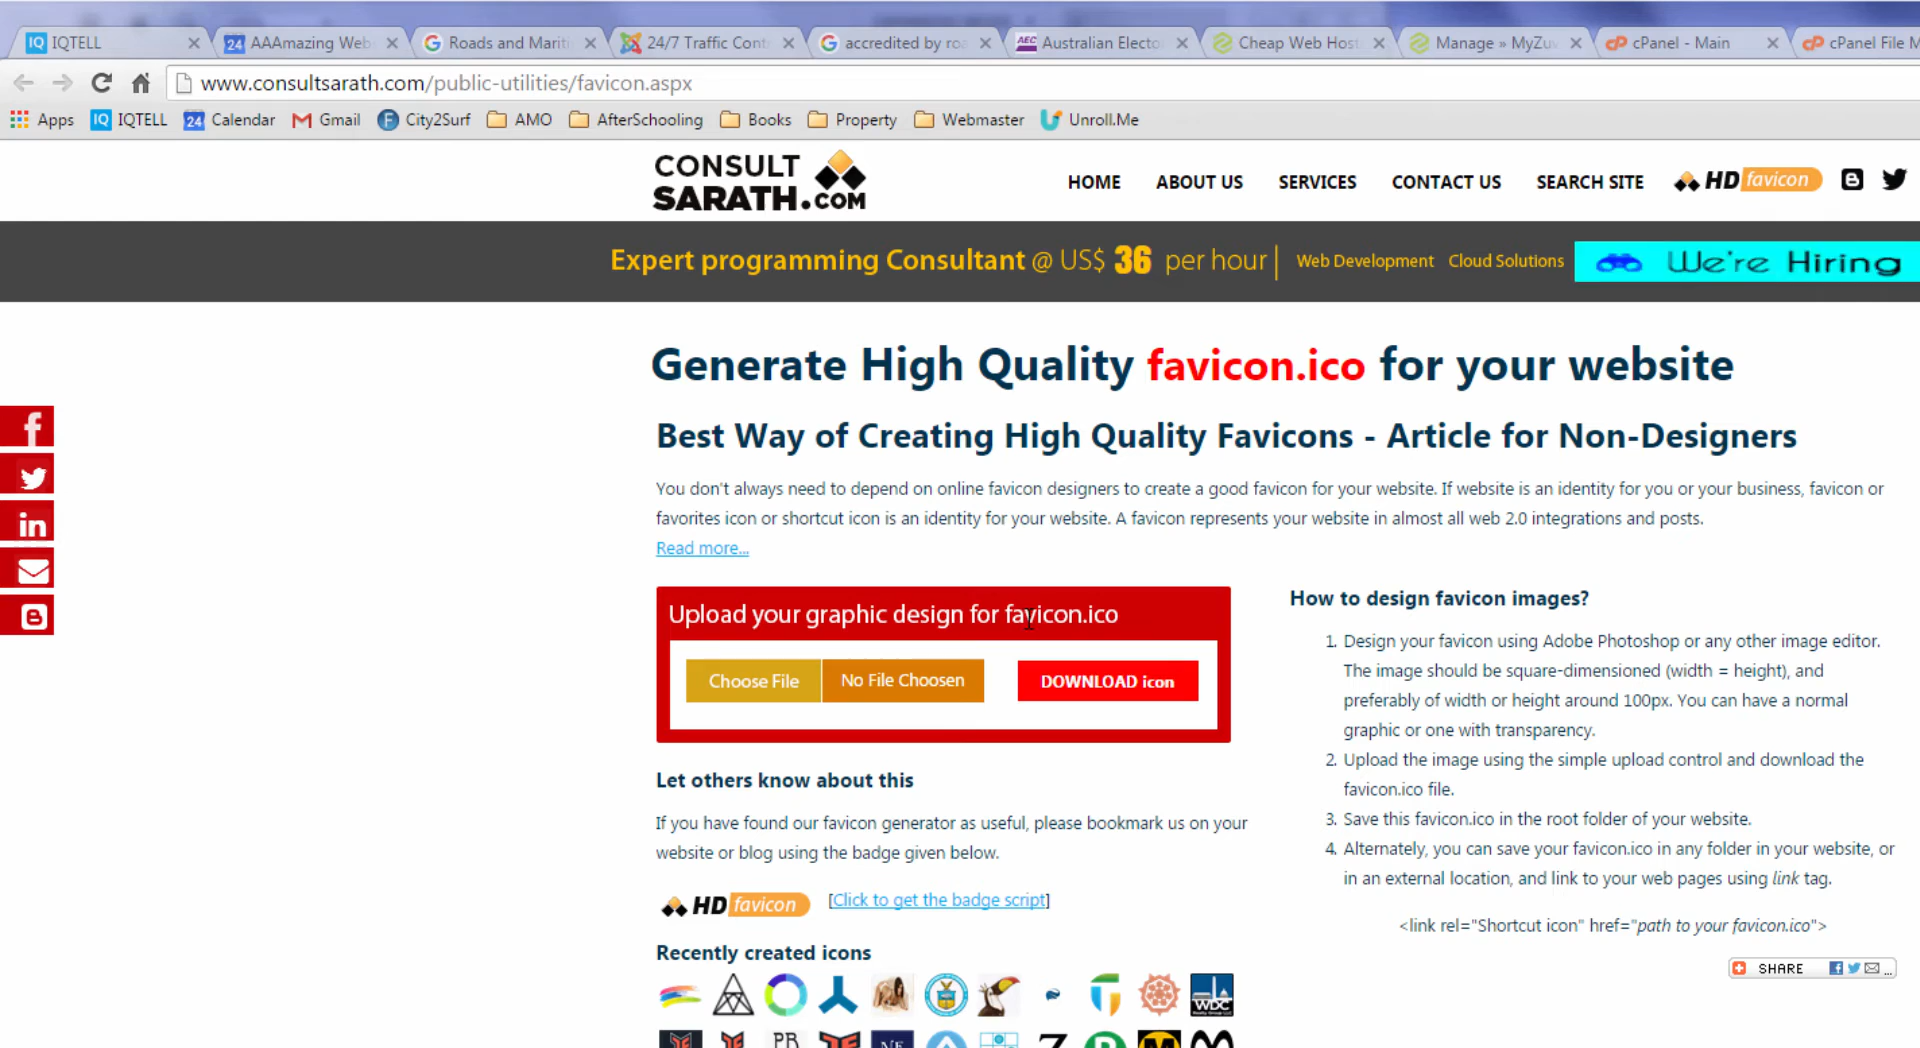 IQTELL
24 AAAmazing Web
Roads and Mariti
24/7 Traffic Cont
accredited by roa
AEC Australian Electo
Cheap Web Host
Manage » MyZuv
cPanel - Main
cPanel File M
www.consultsarath.com/public-utilities/favicon.aspx
Apps
IQ IQTELL
24 Calendar
Gmail
City2Surf
AMO
AfterSchooling
Books
Property
Webmaster
Unroll.Me
CONSULT
SARATH.COM
HOME
ABOUT US
SERVICES
CONTACT US
SEARCH SITE
HD favicon
Expert programming Consultant @ US$ 36 per hour
Web Development
Cloud Solutions
We're Hiring
Generate High Quality favicon.ico for your website
Best Way of Creating High Quality Favicons - Article for Non-Designers
You don't always need to depend on online favicon designers to create a good favicon for your website. If website is an identity for you or your business, favicon or
favorites icon or shortcut icon is an identity for your website. A favicon represents your website in almost all web 2.0 integrations and posts.
Read more...
Upload your graphic design for favicon.ico
Choose File
No File Choosen
DOWNLOAD icon
Let others know about this
If you have found our favicon generator as useful, please bookmark us on your
website or blog using the badge given below.
HD favicon
[Click to get the badge script]
Recently created icons
WDC
PR
NE
Z
M
How to design favicon images?
1. Design your favicon using Adobe Photoshop or any other image editor.
The image should be square-dimensioned (width = height), and
preferably of width or height around 100px. You can have a normal
graphic or one with transparency.
2. Upload the image using the simple upload control and download the
favicon.ico file.
3. Save this favicon.ico in the root folder of your website.
4. Alternately, you can save your favicon.ico in any folder in your website, or
in an external location, and link to your web pages using link tag.
<link rel="Shortcut icon" href="path to your favicon.ico">
SHARE